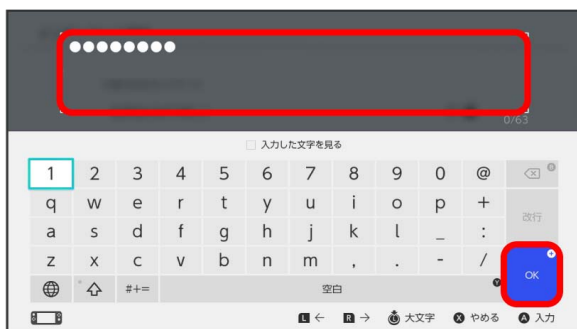 ●●●●●●●●
0/63
入力した文字を見る
1 2 3 4 5 6 7 8 9 0 @
q w e r t y u i o p +
改行
a s d f g h j k l _ :
z x c v b n m , . - /
OK
#+= 空白
L ← R → 大文字 X やめる A 入力